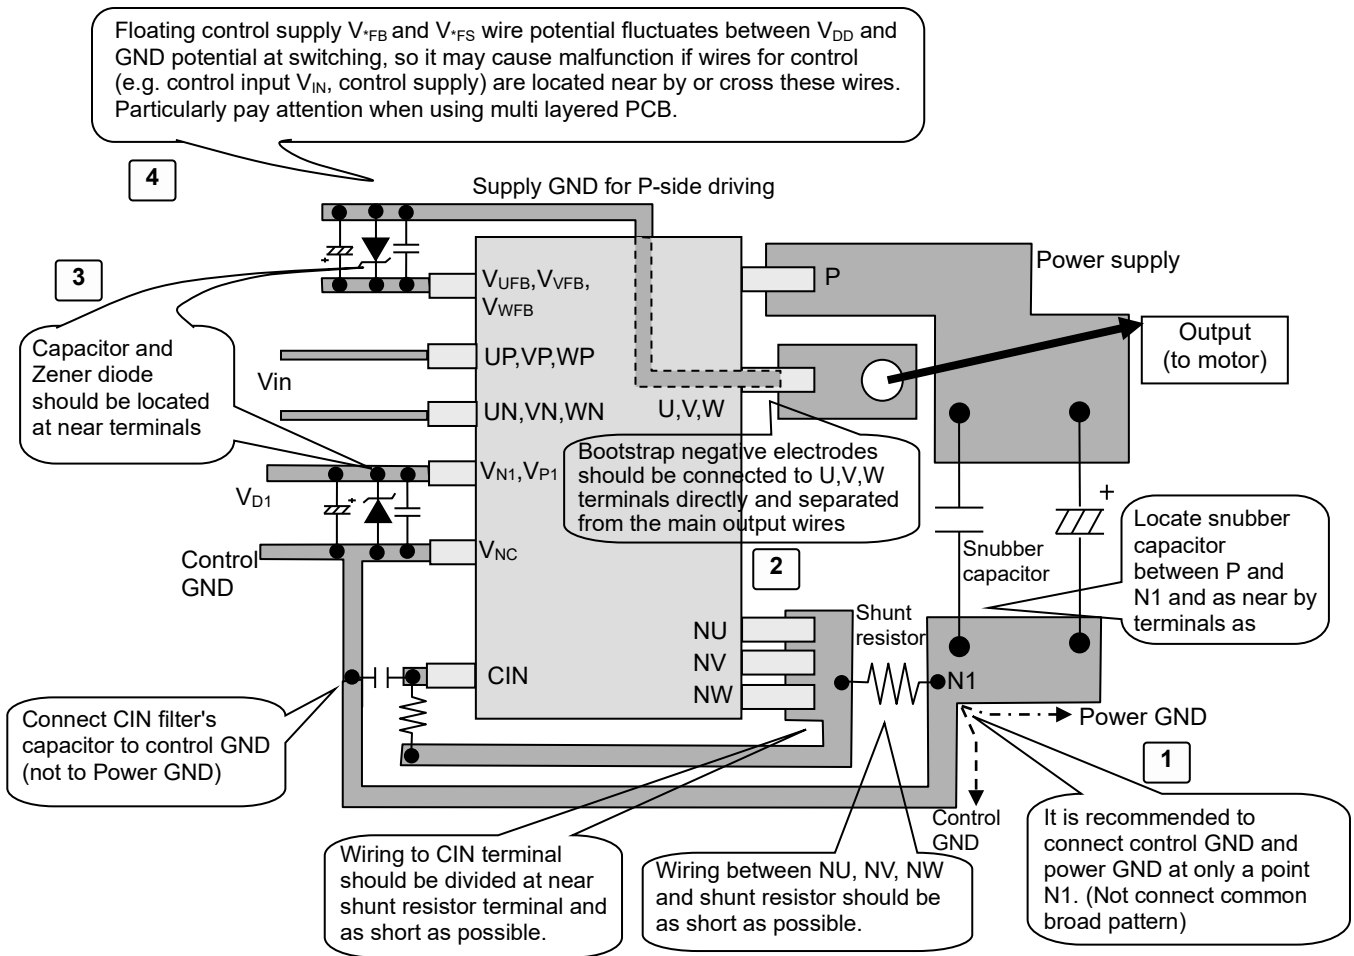 Floating control supply V*FB and V*FS wire potential fluctuates between VDD and
GND potential at switching, so it may cause malfunction if wires for control
(e.g. control input VIN, control supply) are located near by or cross these wires.
Particularly pay attention when using multi layered PCB.
4
Supply GND for P-side driving
3
VUFB,VVFB,
VWFB
P
Power supply
Capacitor and
Zener diode
should be located
at near terminals
Vin
UP,VP,WP
Output
(to motor)
UN,VN,WN
U,V,W
Bootstrap negative electrodes
should be connected to U,V,W
terminals directly and separated
from the main output wires
VD1
+
VN1,VP1
+
+
Control
GND
VNC
2
Snubber
capacitor
Locate snubber
capacitor
between P and
N1 and as near by
terminals as
NU
NV
NW
Shunt
resistor
CIN
N1
Connect CIN filter's
capacitor to control GND
(not to Power GND)
Power GND
1
Control
GND
Wiring to CIN terminal
should be divided at near
shunt resistor terminal and
as short as possible.
Wiring between NU, NV, NW
and shunt resistor should be
as short as possible.
It is recommended to
connect control GND and
power GND at only a point
N1. (Not connect common
broad pattern)